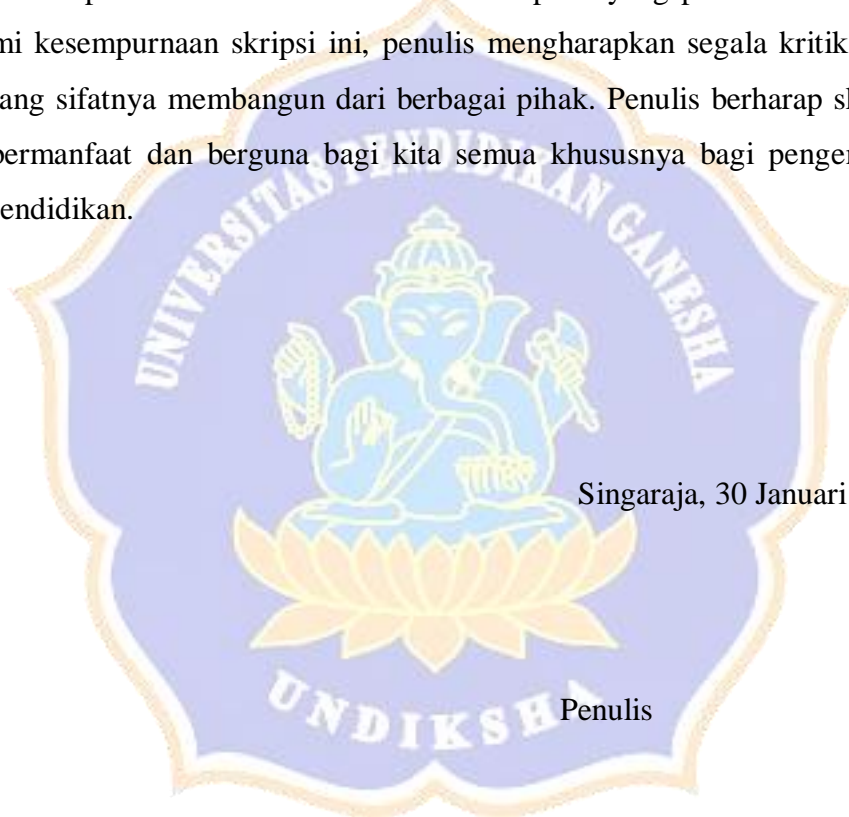 mi kesempurnaan skripsi ini, penulis mengharapkan segala kritik
ang sifatnya membangun dari berbagai pihak. Penulis berharap sk
bermanfaat dan berguna bagi kita semua khususnya bagi penge
endidikan.
UNIVERSITAS PENDIDIKAN GANESHA
Singaraja, 30 Januari
Penulis
UNDIKSHA